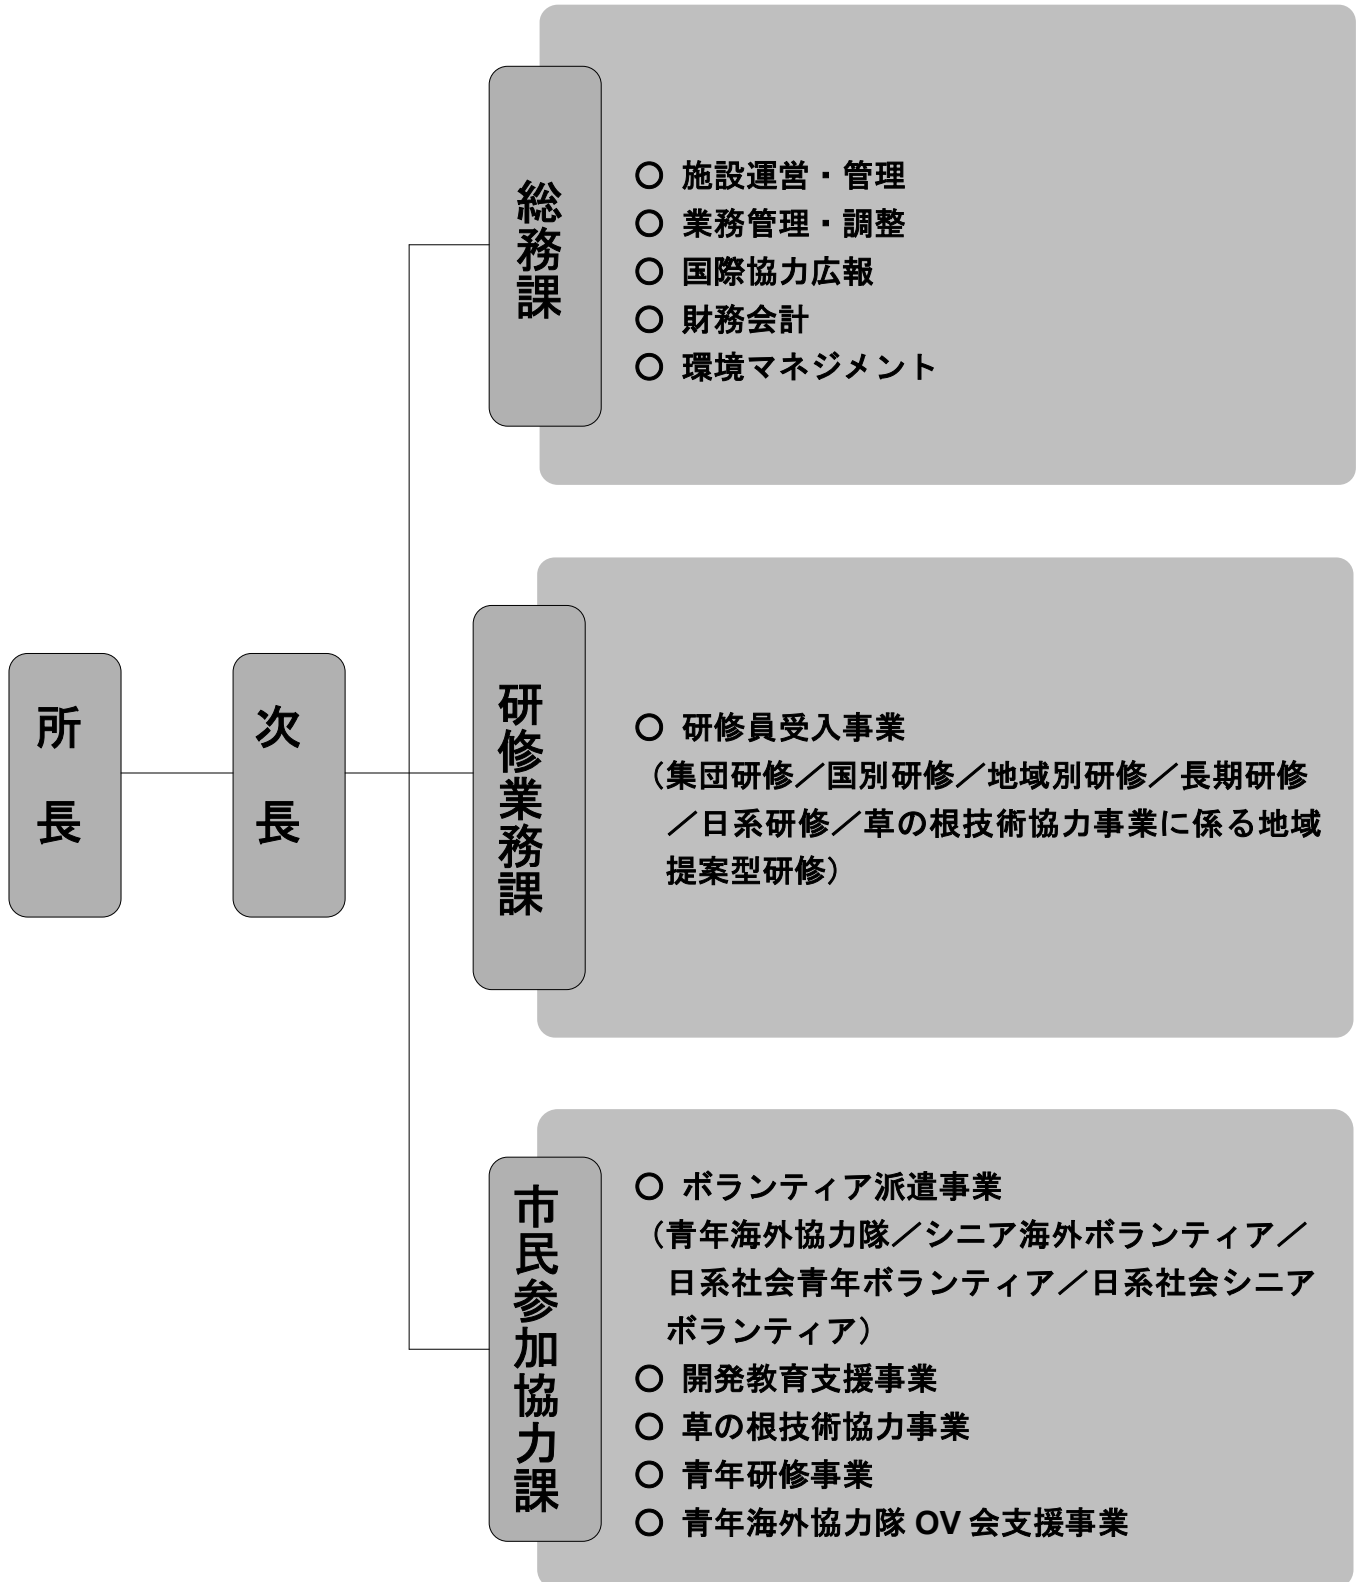 所長
次長
総務課
○ 施設運営・管理
○ 業務管理・調整
○ 国際協力広報
○ 財務会計
○ 環境マネジメント
研修業務課
○ 研修員受入事業
（集団研修／国別研修／地域別研修／長期研修
／日系研修／草の根技術協力事業に係る地域
提案型研修）
市民参加協力課
○ ボランティア派遣事業
（青年海外協力隊／シニア海外ボランティア／
日系社会青年ボランティア／日系社会シニア
ボランティア）
○ 開発教育支援事業
○ 草の根技術協力事業
○ 青年研修事業
○ 青年海外協力隊 OV 会支援事業